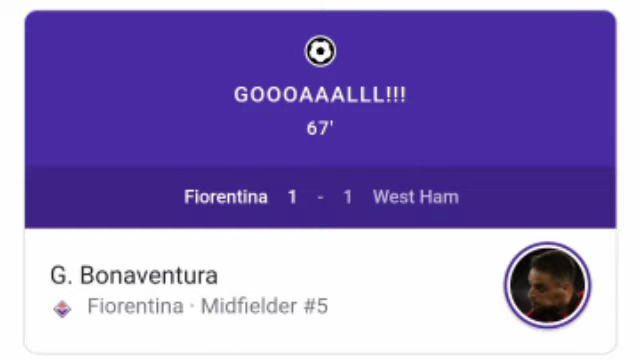 GOOOAAALLL!!!
67'
Fiorentina 1 - 1 West Ham
G. Bonaventura
Fiorentina · Midfielder #5